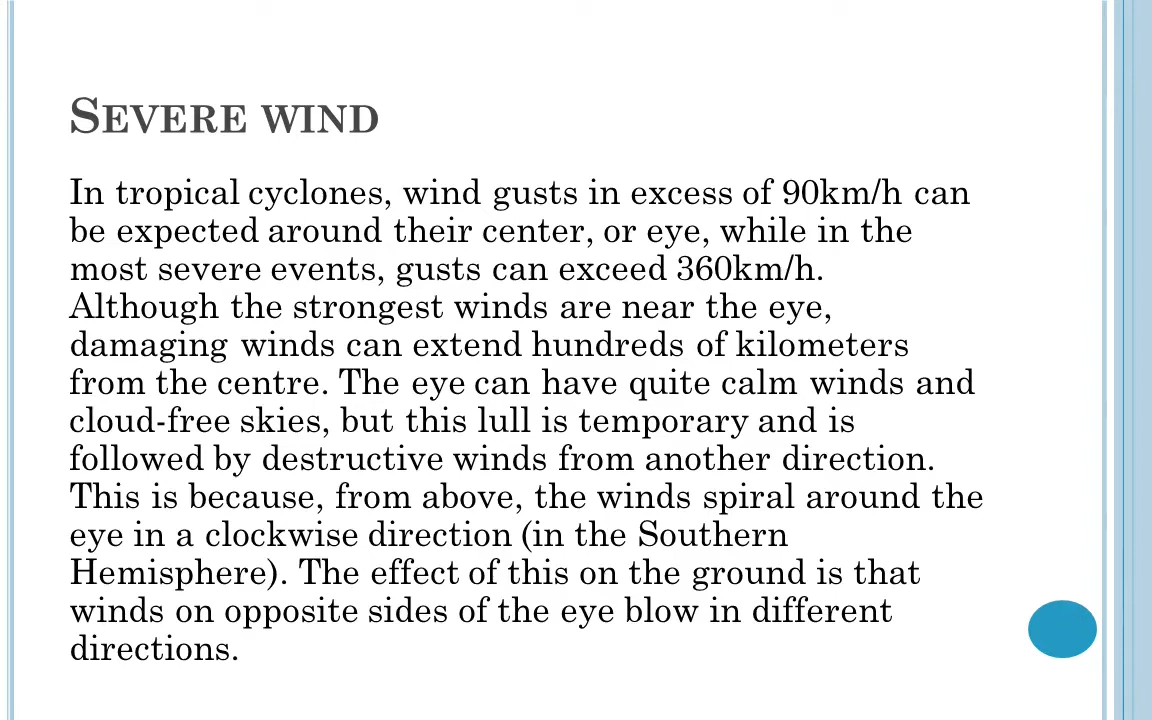 SEVERE WIND
In tropical cyclones, wind gusts in excess of 90km/h can
be expected around their center, or eye, while in the
most severe events, gusts can exceed 360km/h.
Although the strongest winds are near the eye,
damaging winds can extend hundreds of kilometers
from the centre. The eye can have quite calm winds and
cloud-free skies, but this lull is temporary and is
followed by destructive winds from another direction.
This is because, from above, the winds spiral around the
eye in a clockwise direction (in the Southern
Hemisphere). The effect of this on the ground is that
winds on opposite sides of the eye blow in different
directions.